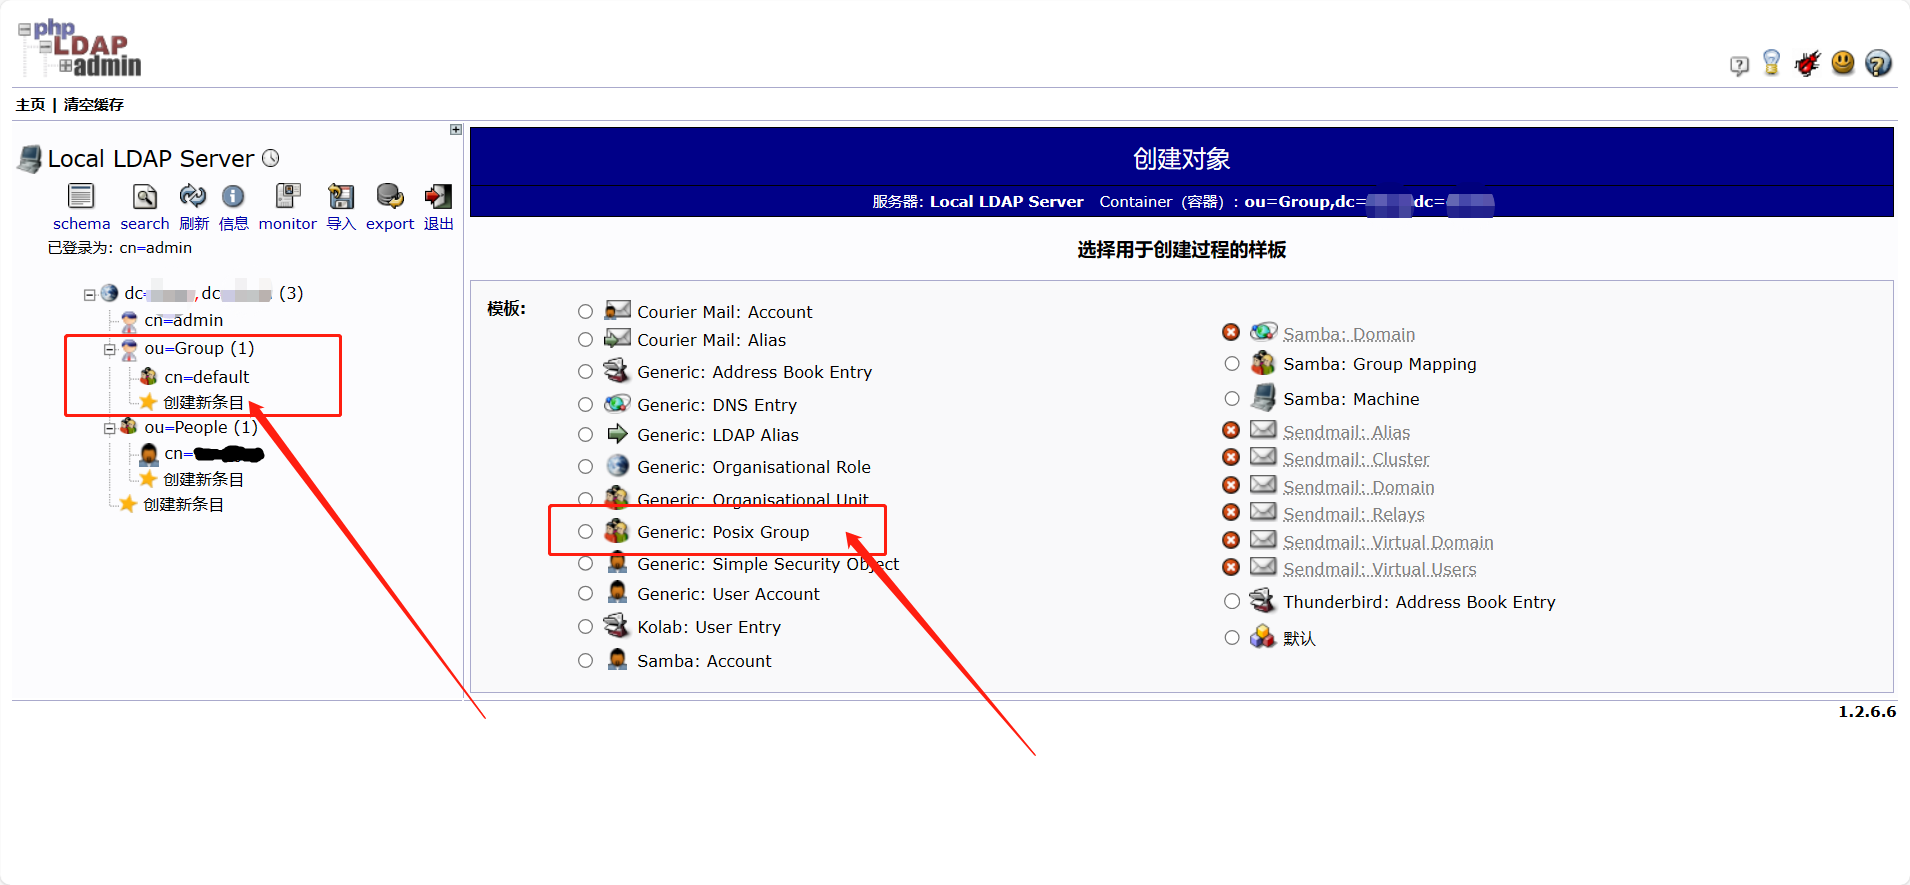 php
LDAP
admin
主页 | 清空缓存
Local LDAP Server
schema search 刷新 信息 monitor 导入 export 退出
已登录为: cn=admin
dc= ,dc (3)
cn=admin
ou=Group (1)
cn=default
创建新条目
ou=People (1)
cn=
创建新条目
创建新条目
创建对象
服务器: Local LDAP Server Container (容器) : ou=Group,dc= dc=
选择用于创建过程的样板
模板:
Courier Mail: Account
Courier Mail: Alias
Generic: Address Book Entry
Generic: DNS Entry
Generic: LDAP Alias
Generic: Organisational Role
Generic: Organisational Unit
Generic: Posix Group
Generic: Simple Security Object
Generic: User Account
Kolab: User Entry
Samba: Account
Samba: Domain
Samba: Group Mapping
Samba: Machine
Sendmail: Alias
Sendmail: Cluster
Sendmail: Domain
Sendmail: Relays
Sendmail: Virtual Domain
Sendmail: Virtual Users
Thunderbird: Address Book Entry
默认
1.2.6.6